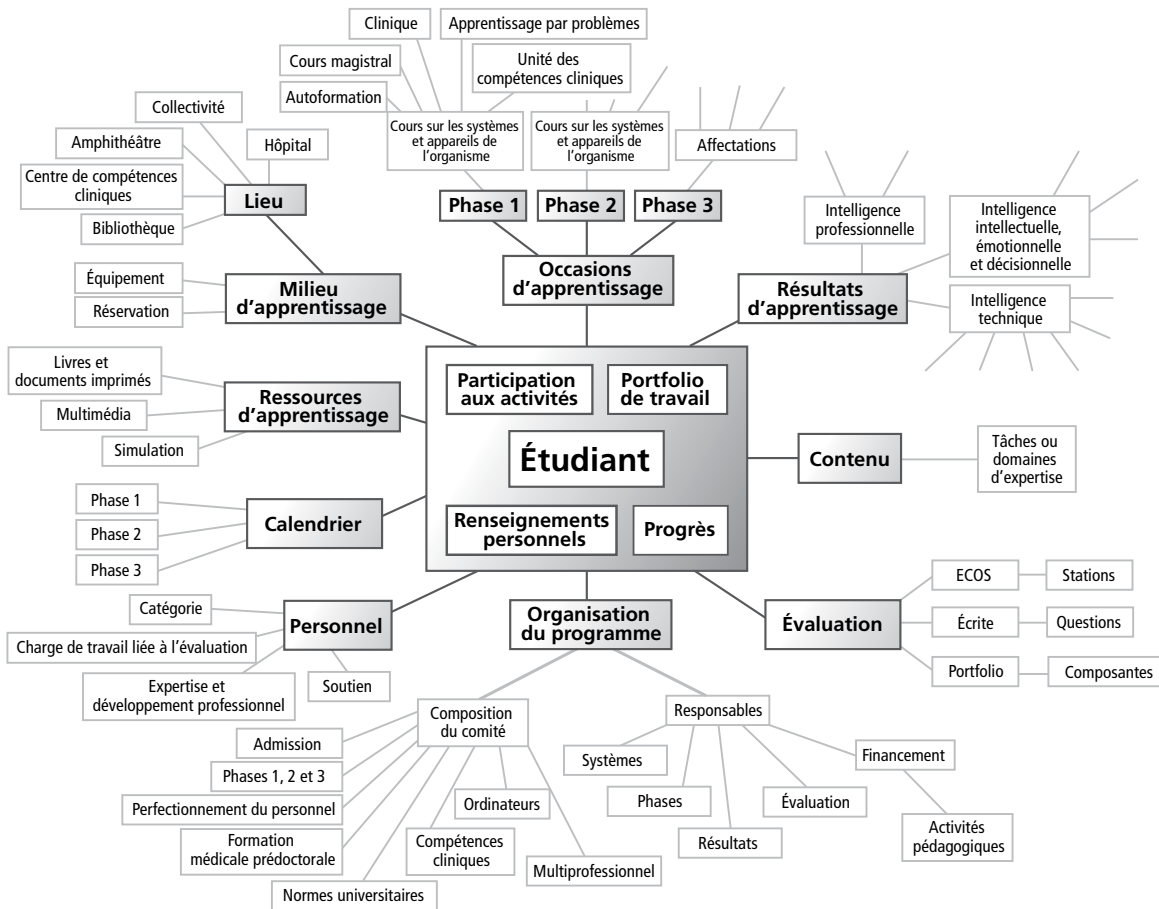 Clinique
Apprentissage par problèmes
Cours magistral
Unité des
compétences cliniques
Autoformation
Collectivité
Amphithéâtre
Hôpital
Centre de compétences
cliniques
Bibliothèque
Lieu
Cours sur les systèmes
et appareils de
l’organisme
Cours sur les systèmes
et appareils de
l’organisme
Affectations
Phase 1
Phase 2
Phase 3
Intelligence
professionnelle
Intelligence
intellectuelle,
émotionnelle
et décisionnelle
Intelligence
technique
Équipement
Réservation
Milieu
d’apprentissage
Occasions
d’apprentissage
Résultats
d’apprentissage
Livres et
documents imprimés
Multimédia
Simulation
Ressources
d’apprentissage
Participation
aux activités
Portfolio
de travail
Étudiant
Renseignements
personnels
Progrès
Contenu
Tâches ou
domaines
d’expertise
Phase 1
Phase 2
Phase 3
Calendrier
Catégorie
Charge de travail liée à l’évaluation
Expertise et
développement professionnel
Soutien
Personnel
Organisation
du programme
Évaluation
ECOS
Stations
Écrite
Questions
Portfolio
Composantes
Composition
du comité
Admission
Phases 1, 2 et 3
Perfectionnement du personnel
Formation
médicale prédoctorale
Normes universitaires
Compétences
cliniques
Ordinateurs
Multiprofessionnel
Responsables
Systèmes
Phases
Résultats
Évaluation
Financement
Activités
pédagogiques